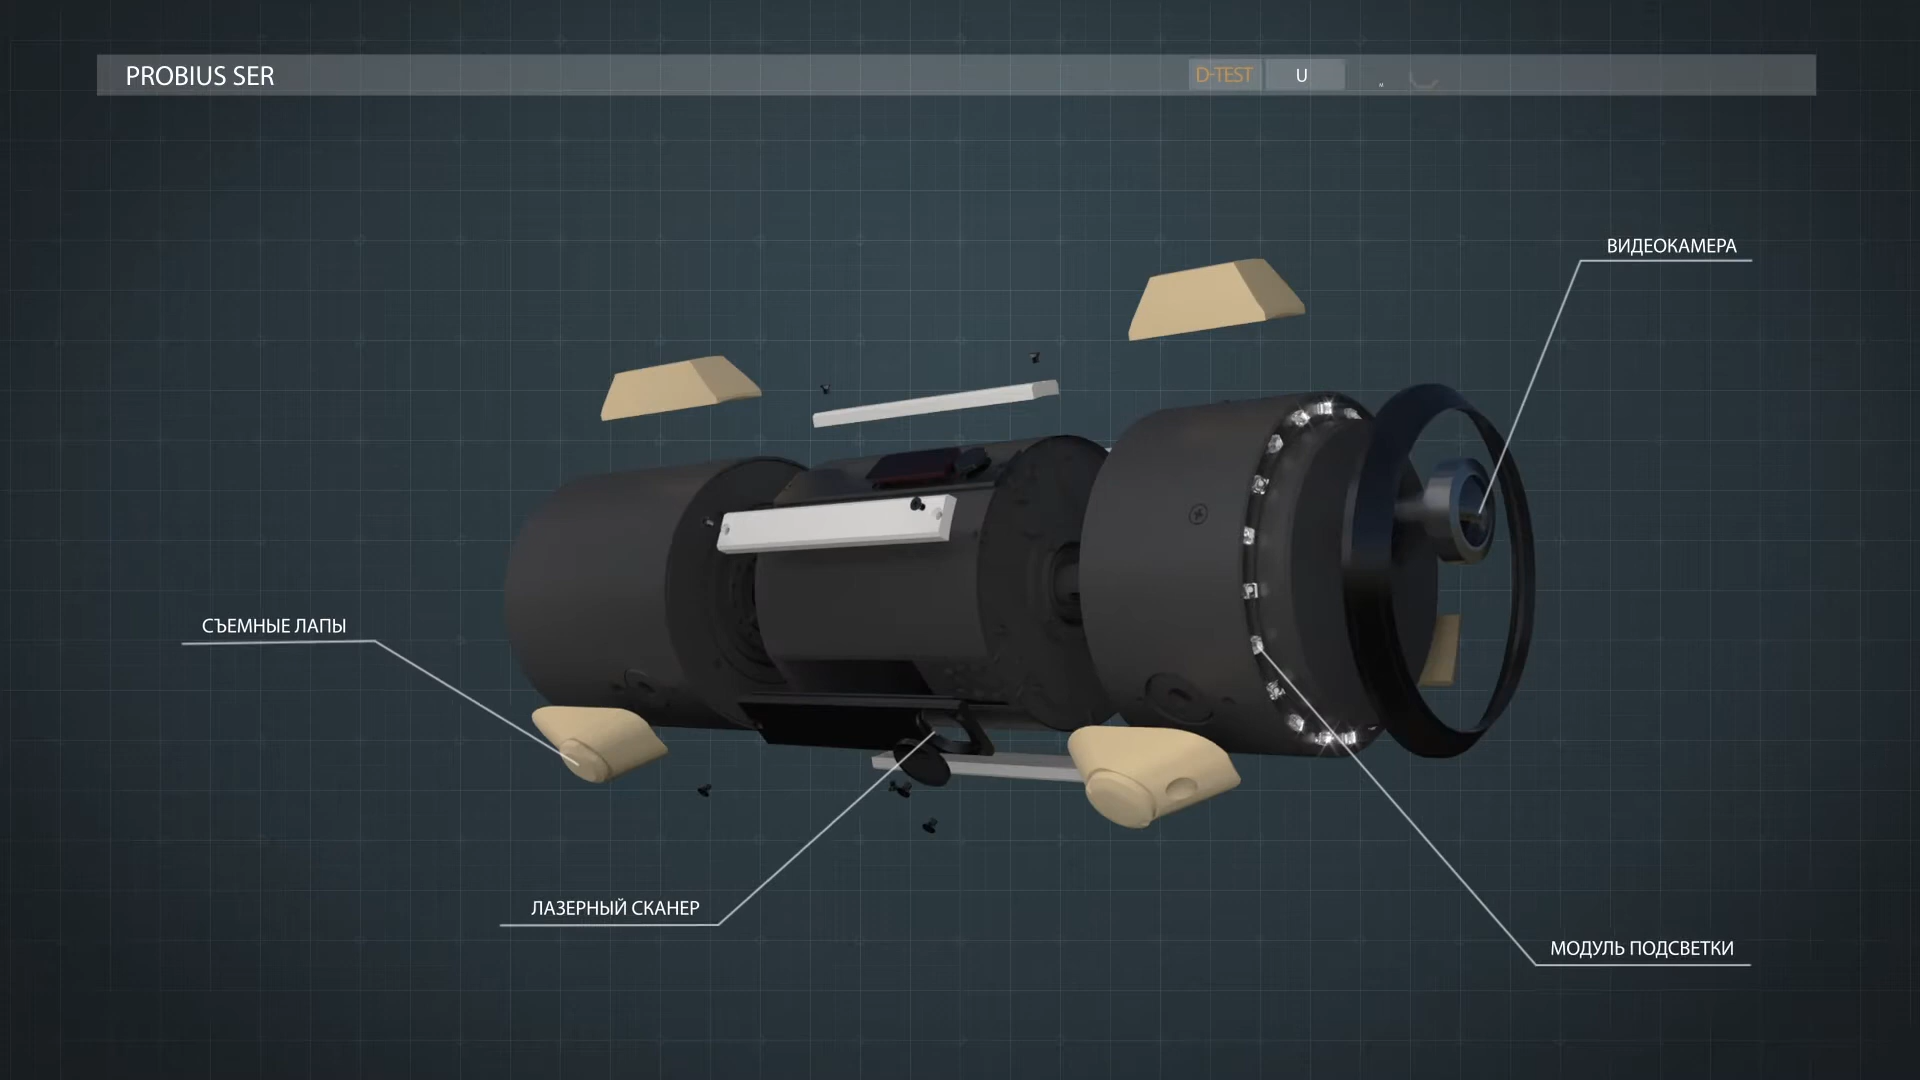 PROBIUS SER
D-TEST
U
ВИДЕОКАМЕРА
СЪЕМНЫЕ ЛАПЫ
ЛАЗЕРНЫЙ СКАНЕР
МОДУЛЬ ПОДСВЕТКИ